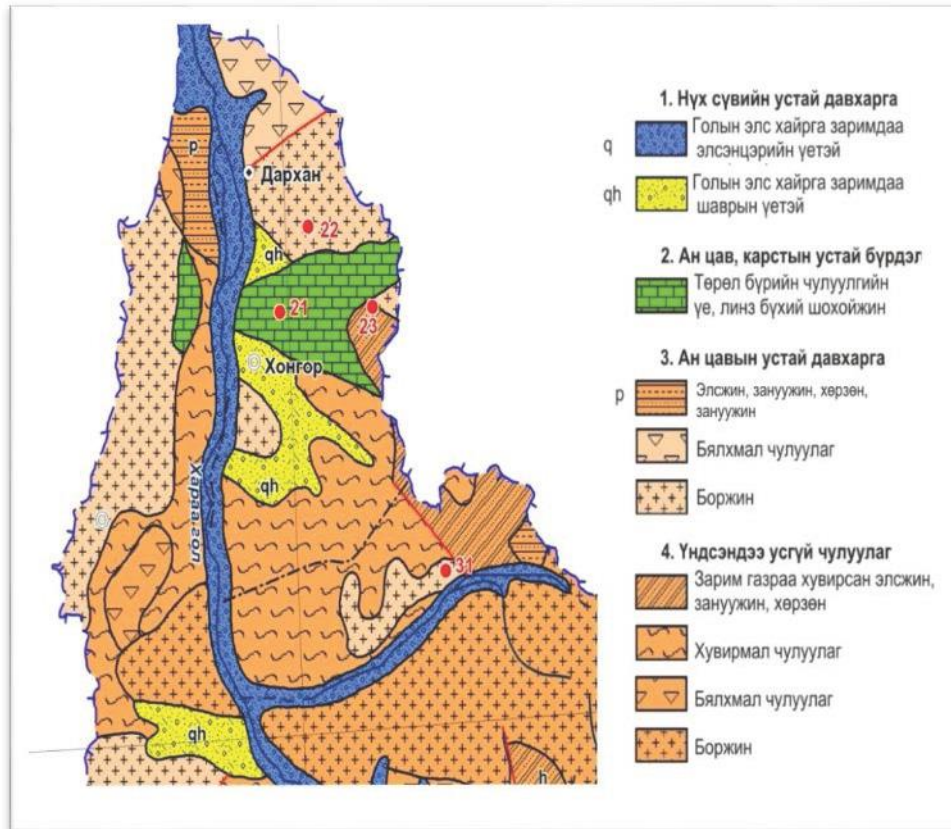 р
Дархан
22
qh
21
23
Хонгор
qh
Хараа гол
31
qh
h
1. Нүх сүвийн устай давхарга
q
Голын элс хайрга заримдаа
элсэнцэрийн үетэй
qh
Голын элс хайрга заримдаа
шаврын үетэй
2. Ан цав, карстын устай бүрдэг
Төрөл бүрийн чулуулгийн
үе, линз бүхий шохойжин
3. Ан цавын устай давхарга
р
Элсжин, зануужин, хөрзөн,
зануужин
Бялхмал чулуулаг
Боржин
4. Үндсэндээ усгүй чулуулаг
Зарим газраа хувирсан элсжин,
зануужин, хөрзөн
Хувирмал чулуулаг
Бялхмал чулуулаг
Боржин